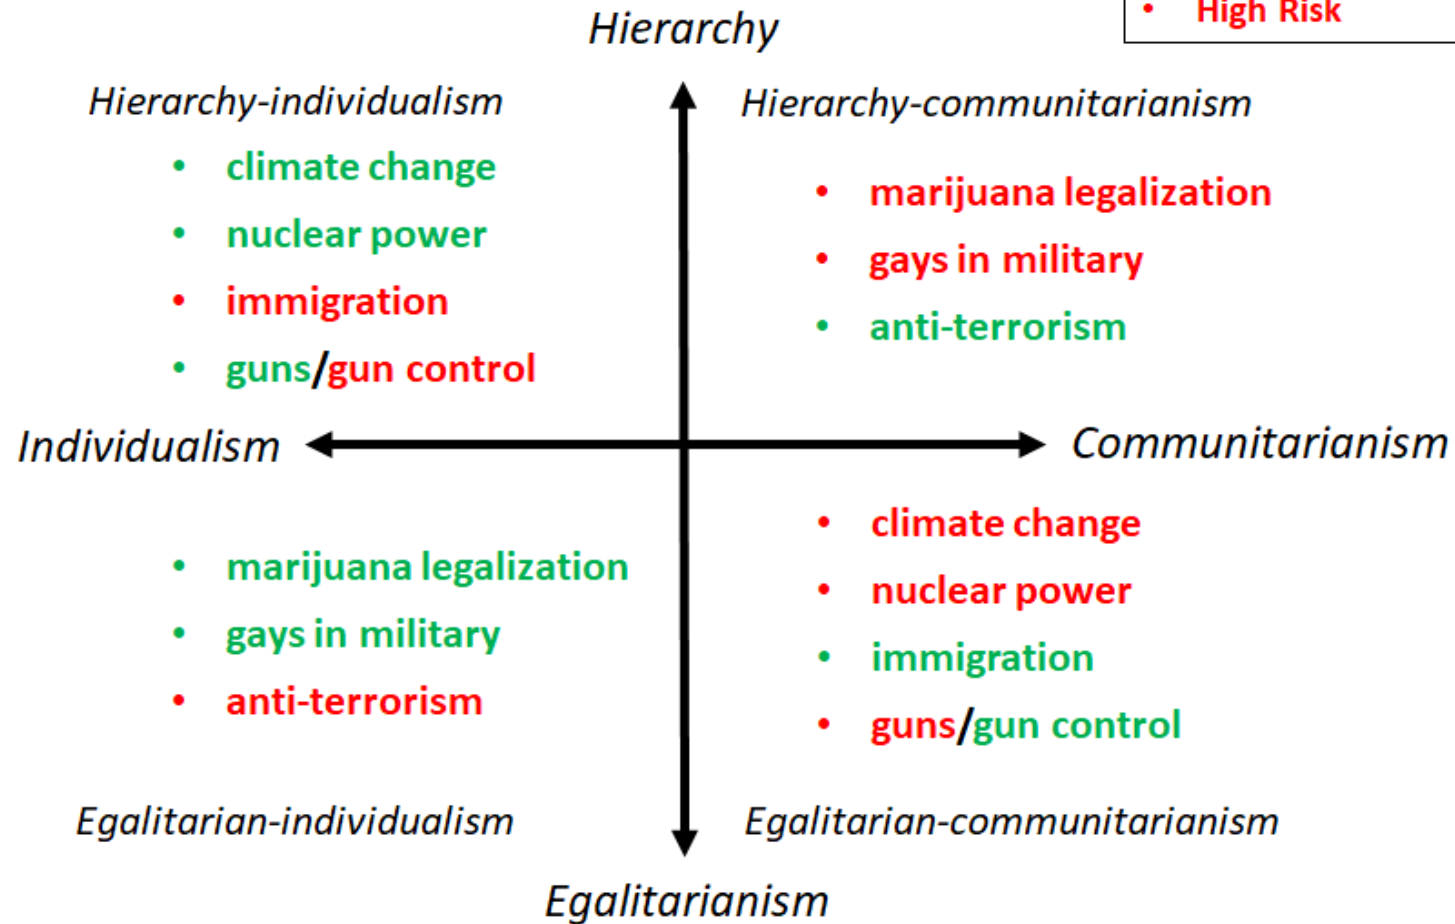 • High Risk
Hierarchy
Hierarchy-individualism
• climate change
• nuclear power
• immigration
• guns/gun control
Hierarchy-communitarianism
• marijuana legalization
• gays in military
• anti-terrorism
Individualism
Communitarianism
• marijuana legalization
• gays in military
• anti-terrorism
Egalitarian-individualism
• climate change
• nuclear power
• immigration
• guns/gun control
Egalitarian-communitarianism
Egalitarianism